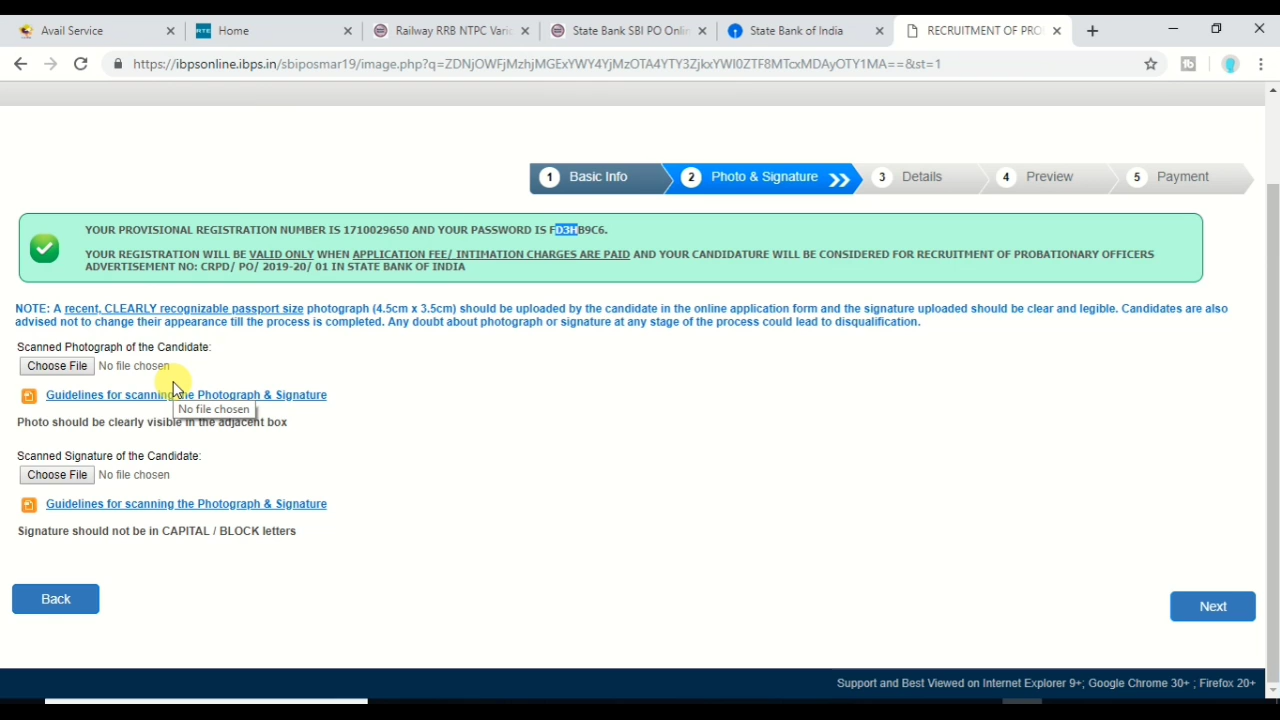 Avail Service
Home
Railway RRB NTPC Vari
State Bank SBI PO Onlin
State Bank of India
RECRUITMENT OF PRO
https://ibpsonline.ibps.in/sbiposmar19/image.php?q=ZDNjOWFjMzhjMGExYWY4YjMzOTA4YTY3ZjkxYWI0ZTF8MTcxMDAyOTY1MA==&st=1
1 Basic Info
2 Photo & Signature
3 Details
4 Preview
5 Payment
YOUR PROVISIONAL REGISTRATION NUMBER IS 1710029650 AND YOUR PASSWORD IS FD3HB9C6.
YOUR REGISTRATION WILL BE VALID ONLY WHEN APPLICATION FEE/ INTIMATION CHARGES ARE PAID AND YOUR CANDIDATURE WILL BE CONSIDERED FOR RECRUITMENT OF PROBATIONARY OFFICERS
ADVERTISEMENT NO: CRPD/ PO/ 2019-20/ 01 IN STATE BANK OF INDIA
NOTE: A recent, CLEARLY recognizable passport size photograph (4.5cm x 3.5cm) should be uploaded by the candidate in the online application form and the signature uploaded should be clear and legible. Candidates are also
advised not to change their appearance till the process is completed. Any doubt about photograph or signature at any stage of the process could lead to disqualification.
Scanned Photograph of the Candidate:
Choose File No file chosen
Guidelines for scanning the Photograph & Signature
No file chosen
Photo should be clearly visible in the adjacent box
Scanned Signature of the Candidate:
Choose File No file chosen
Guidelines for scanning the Photograph & Signature
Signature should not be in CAPITAL / BLOCK letters
Back
Next
Support and Best Viewed on Internet Explorer 9+; Google Chrome 30+ ; Firefox 20+